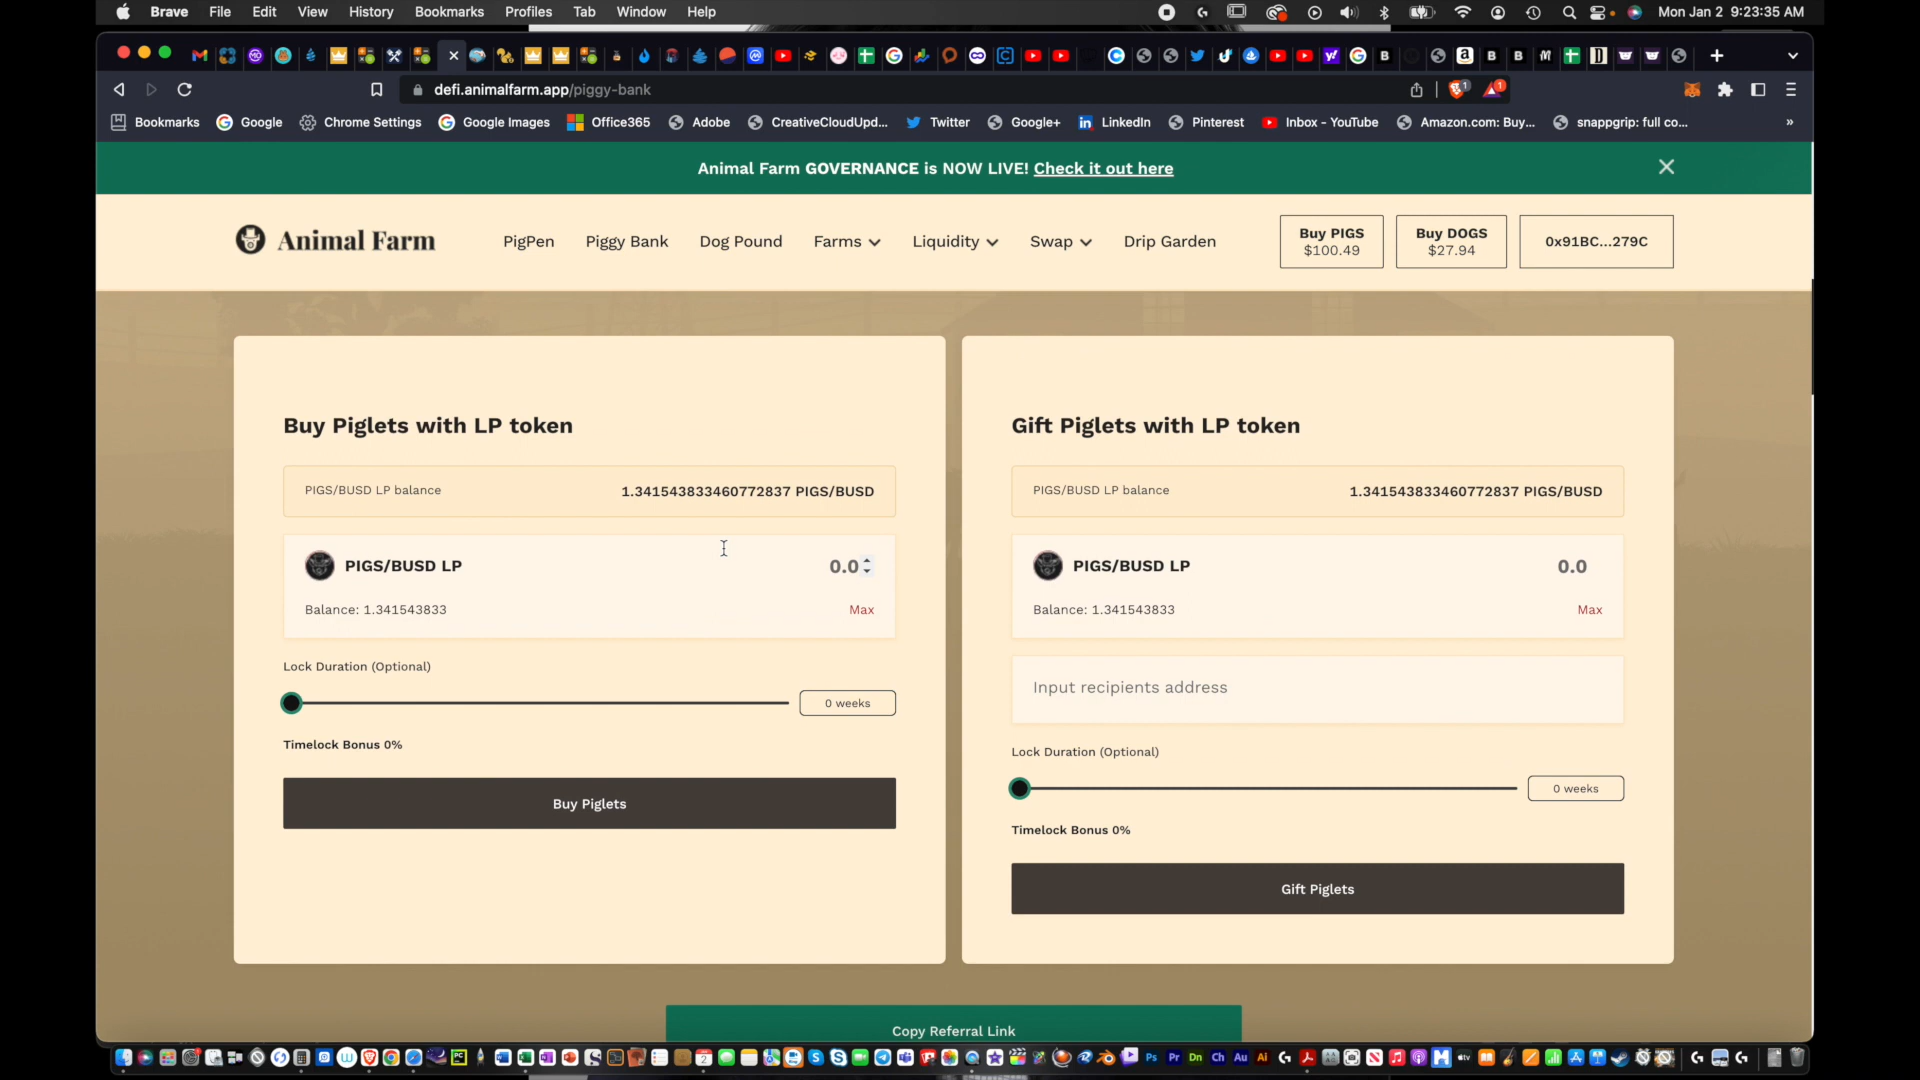 Brave File Edit View History Bookmarks Profiles Tab Window Help
Mon Jan 2 9:23:35 AM
defi.animalfarm.app/piggy-bank
Bookmarks Google Chrome Settings Google Images Office365 Adobe CreativeCloudUpd... Twitter Google+ LinkedIn Pinterest Inbox - YouTube Amazon.com: Buy... snappgrip: full co... »
Animal Farm GOVERNANCE is NOW LIVE! Check it out here
Animal Farm PigPen Piggy Bank Dog Pound Farms Liquidity Swap Drip Garden
Buy PIGS
$100.49
Buy DOGS
$27.94
0x91BC...279C
Buy Piglets with LP token
PIGS/BUSD LP balance 1.341543833460772837 PIGS/BUSD
PIGS/BUSD LP 0.0
Balance: 1.341543833 Max
Lock Duration (Optional)
0 weeks
Timelock Bonus 0%
Buy Piglets
Gift Piglets with LP token
PIGS/BUSD LP balance 1.341543833460772837 PIGS/BUSD
PIGS/BUSD LP 0.0
Balance: 1.341543833 Max
Input recipients address
Lock Duration (Optional)
0 weeks
Timelock Bonus 0%
Gift Piglets
Copy Referral Link